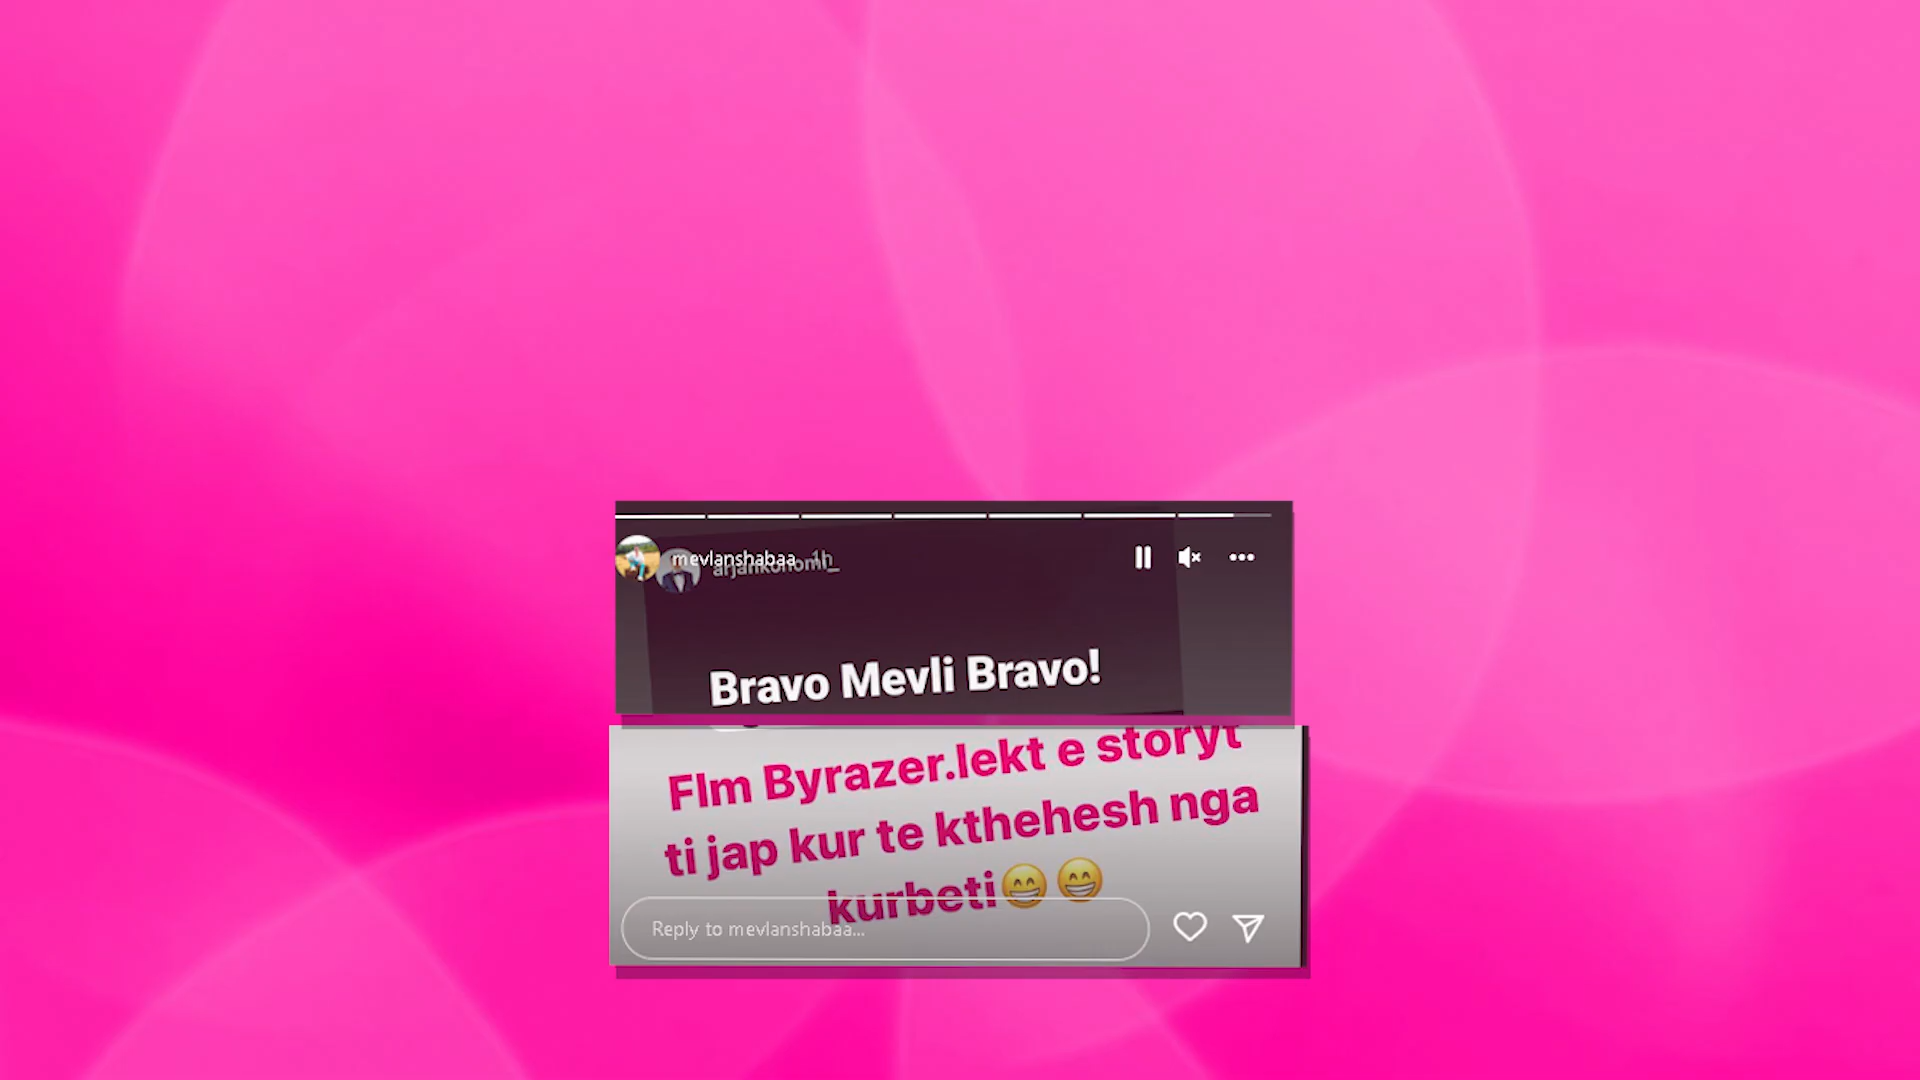 mevlanshabaa 1h
arjankonomi_
Bravo Mevli Bravo!
Flm Byrazer.lekt e storyt
ti jap kur te kthehesh nga
kurbeti😁😁
Reply to mevlanshabaa...